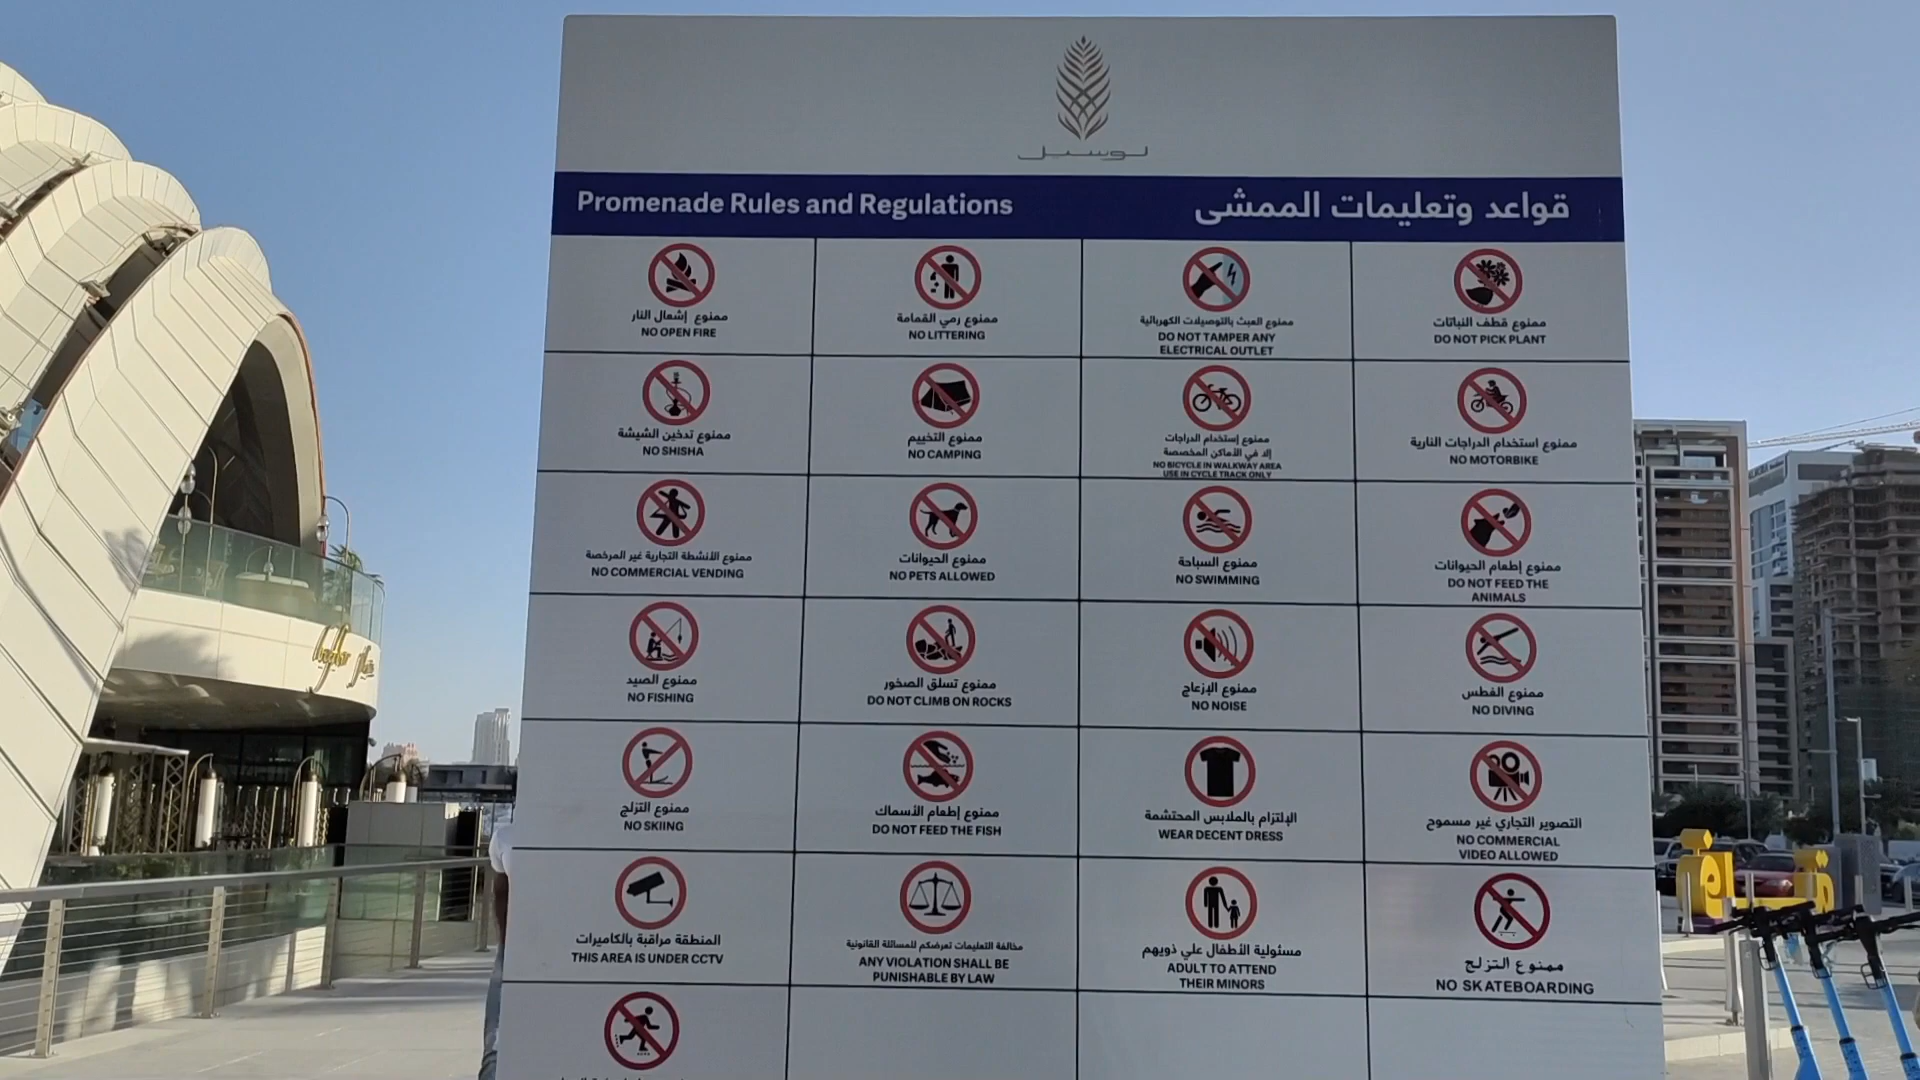 لوسيل
Promenade Rules and Regulations
قواعد وتعليمات الممشى
ممنوع إشعال النار
NO OPEN FIRE
ممنوع رمي القمامة
NO LITTERING
ممنوع العبث بالتوصيلات الكهربائية
DO NOT TAMPER ANY
ELECTRICAL OUTLET
ممنوع قطف النباتات
DO NOT PICK PLANT
ممنوع تدخين الشيشة
NO SHISHA
ممنوع التخييم
NO CAMPING
ممنوع إستخدام الدراجات
إلا في الأماكن المخصصة
NO BICYCLE IN WALKWAY AREA
USE IN CYCLE TRACK ONLY
ممنوع استخدام الدراجات النارية
NO MOTORBIKE
ممنوع الأنشطة التجارية غير المرخصة
NO COMMERCIAL VENDING
ممنوع الحيوانات
NO PETS ALLOWED
ممنوع السباحة
NO SWIMMING
ممنوع إطعام الحيوانات
DO NOT FEED THE
ANIMALS
ممنوع الصيد
NO FISHING
ممنوع تسلق الصخور
DO NOT CLIMB ON ROCKS
ممنوع الإزعاج
NO NOISE
ممنوع الغطس
NO DIVING
ممنوع التزلج
NO SKIING
ممنوع إطعام الأسماك
DO NOT FEED THE FISH
الإلتزام بالملابس المحتشمة
WEAR DECENT DRESS
التصوير التجاري غير مسموح
NO COMMERCIAL
VIDEO ALLOWED
المنطقة مراقبة بالكاميرات
THIS AREA IS UNDER CCTV
مخالفة التعليمات تعرضكم للمسائلة القانونية
ANY VIOLATION SHALL BE
PUNISHABLE BY LAW
مسئولية الأطفال علي ذويهم
ADULT TO ATTEND
THEIR MINORS
ممنوع التزلج
NO SKATEBOARDING